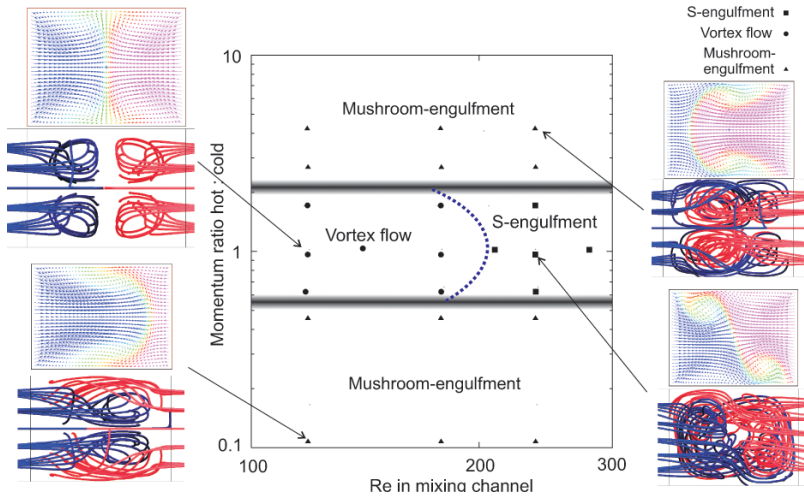 S-engulfment
Vortex flow
Mushroom-
engulfment
10
Mushroom-engulfment
Momentum ratio hot / cold
S-engulfment
Vortex flow
1
Mushroom-engulfment
0.1
100
200
300
Re in mixing channel